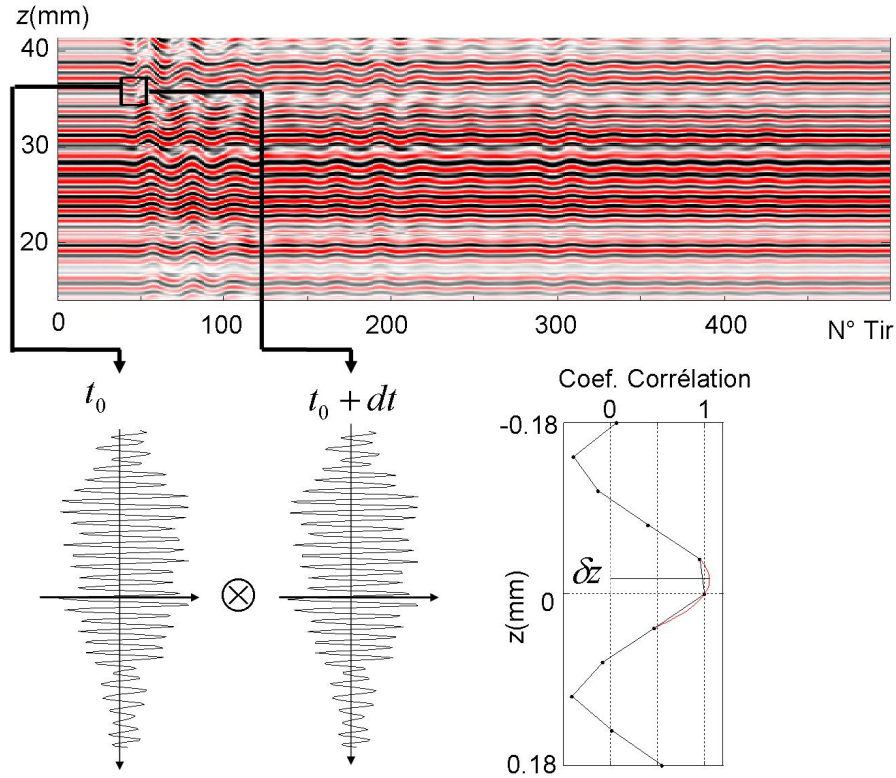 z(mm)
40
30
20
0
100
200
300
400
N° Tir
t0
t0 + dt
Coef. Corrélation
0
1
-0.18
δz
0
z(mm)
0.18